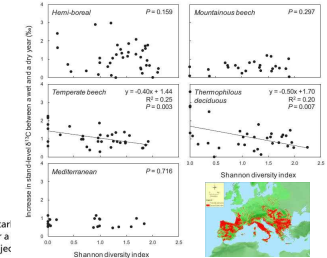 Increase in stand-level δ¹³C between a wet and a dry year (‰)
4
3
2
1
0
Hemi-boreal P = 0.159
Mountainous beech P = 0.297
4
3
2
1
0
Temperate beech y = -0.40x + 1.44
R² = 0.25
P = 0.003
Thermophilous y = -0.50x +1.70
deciduous R² = 0.20
P = 0.007
4
3
2
1
0
Mediterranean P = 0.716
0.0 0.5 1.0 1.5 2.0 2.5
0.0 0.5 1.0 1.5 2.0 2.5
Shannon diversity index
Shannon diversity index